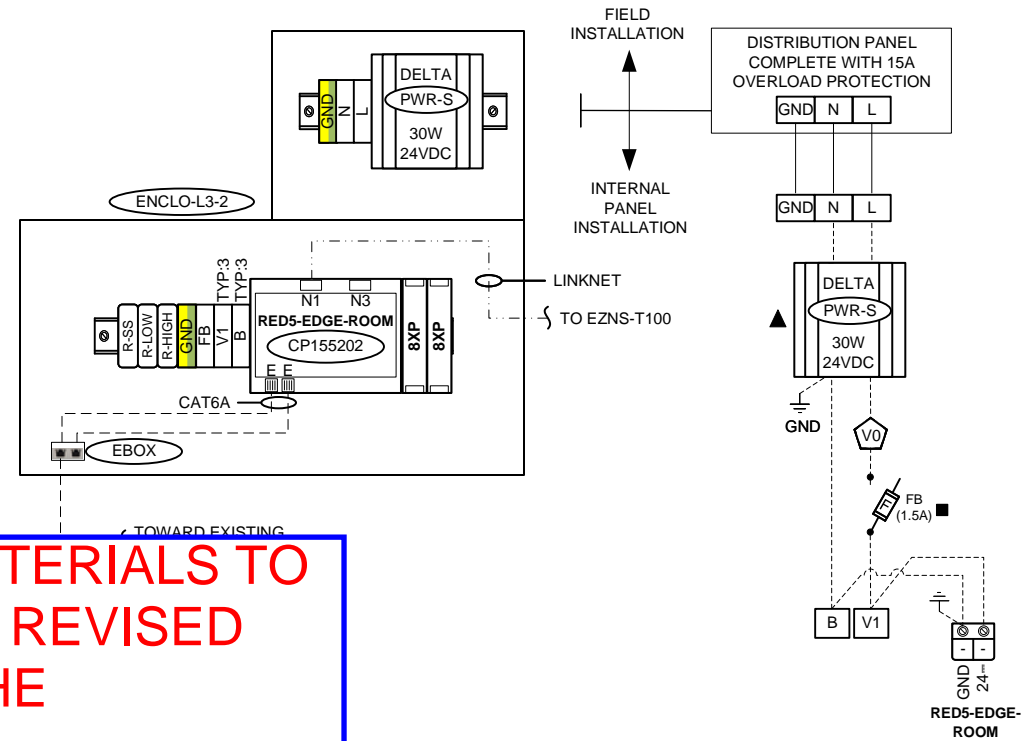 FIELD
INSTALLATION
DISTRIBUTION PANEL
COMPLETE WITH 15A
OVERLOAD PROTECTION
GND N L
INTERNAL
PANEL
INSTALLATION
GND N L
DELTA
PWR-S
30W
24VDC
GND
N
L
ENCLO-L3-2
TYP:3
TYP:3
R-SS
R-LOW
R-HIGH
GND
FB
V1
B
N1 N3
RED5-EDGE-ROOM
CP155202
8XP
8XP
E E
CAT6A
EBOX
LINKNET
TO EZNS-T100
TOWARD EXISTING
TERIALS TO
REVISED
HE
DELTA
PWR-S
30W
24VDC
GND
V0
F
FB
(1.5A)
B V1
- -
GND
24
RED5-EDGE-
ROOM